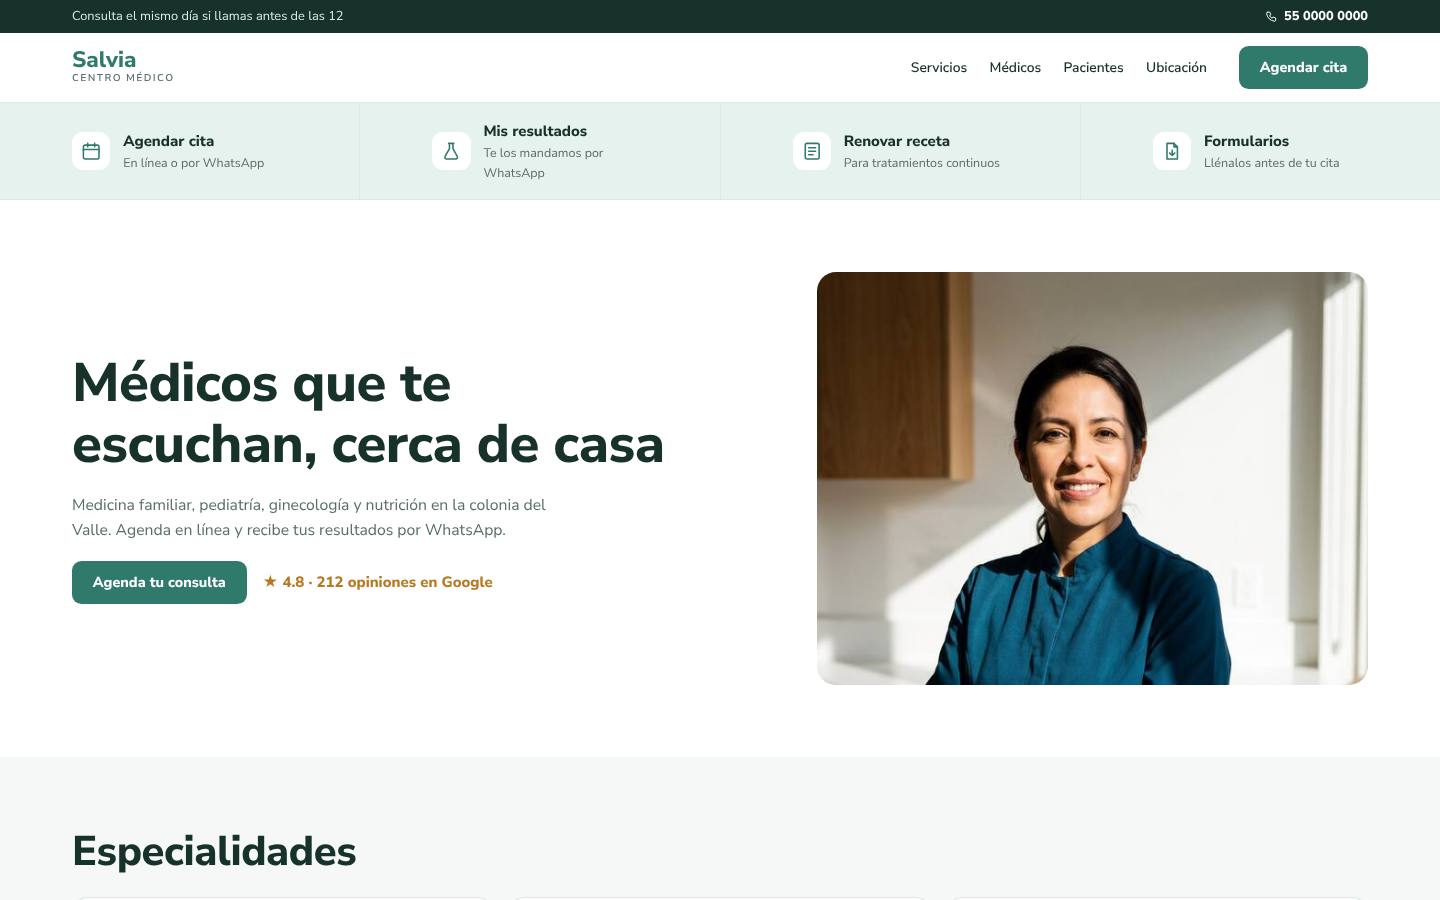 Consulta el mismo día si llamas antes de las 12
55 0000 0000
Salvia
CENTRO MÉDICO
Servicios
Médicos
Pacientes
Ubicación
Agendar cita
Agendar cita
En línea o por WhatsApp
Mis resultados
Te los mandamos por
WhatsApp
Renovar receta
Para tratamientos continuos
Formularios
Llénalos antes de tu cita
Médicos que te
escuchan, cerca de casa
Medicina familiar, pediatría, ginecología y nutrición en la colonia del
Valle. Agenda en línea y recibe tus resultados por WhatsApp.
Agenda tu consulta
★ 4.8 · 212 opiniones en Google
Especialidades